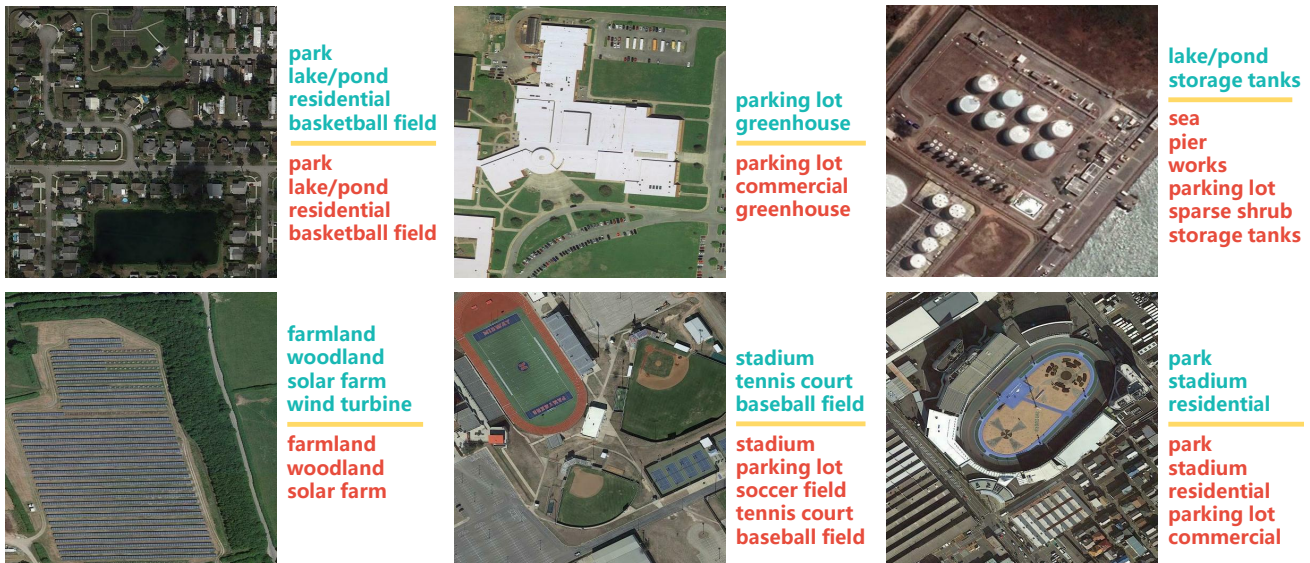 park
lake/pond
residential
basketball field
park
lake/pond
residential
basketball field
parking lot
greenhouse
parking lot
commercial
greenhouse
lake/pond
storage tanks
sea
pier
works
parking lot
sparse shrub
storage tanks
farmland
woodland
solar farm
wind turbine
farmland
woodland
solar farm
stadium
tennis court
baseball field
stadium
parking lot
soccer field
tennis court
baseball field
park
stadium
residential
park
stadium
residential
parking lot
commercial